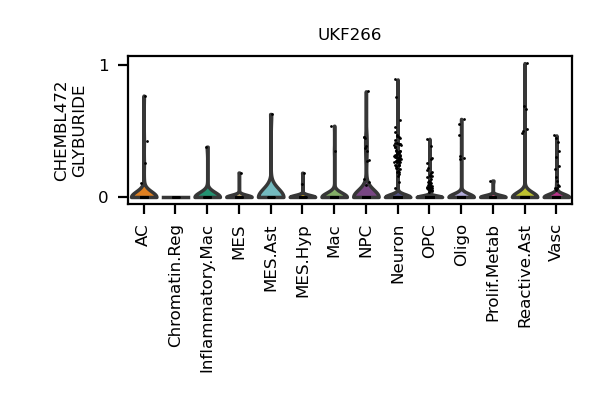 UKF266
CHEMBL472
GLYBURIDE
1
0
AC
Chromatin.Reg
Inflammatory.Mac
MES
MES.Ast
MES.Hyp
Mac
NPC
Neuron
OPC
Oligo
Prolif.Metab
Reactive.Ast
Vasc